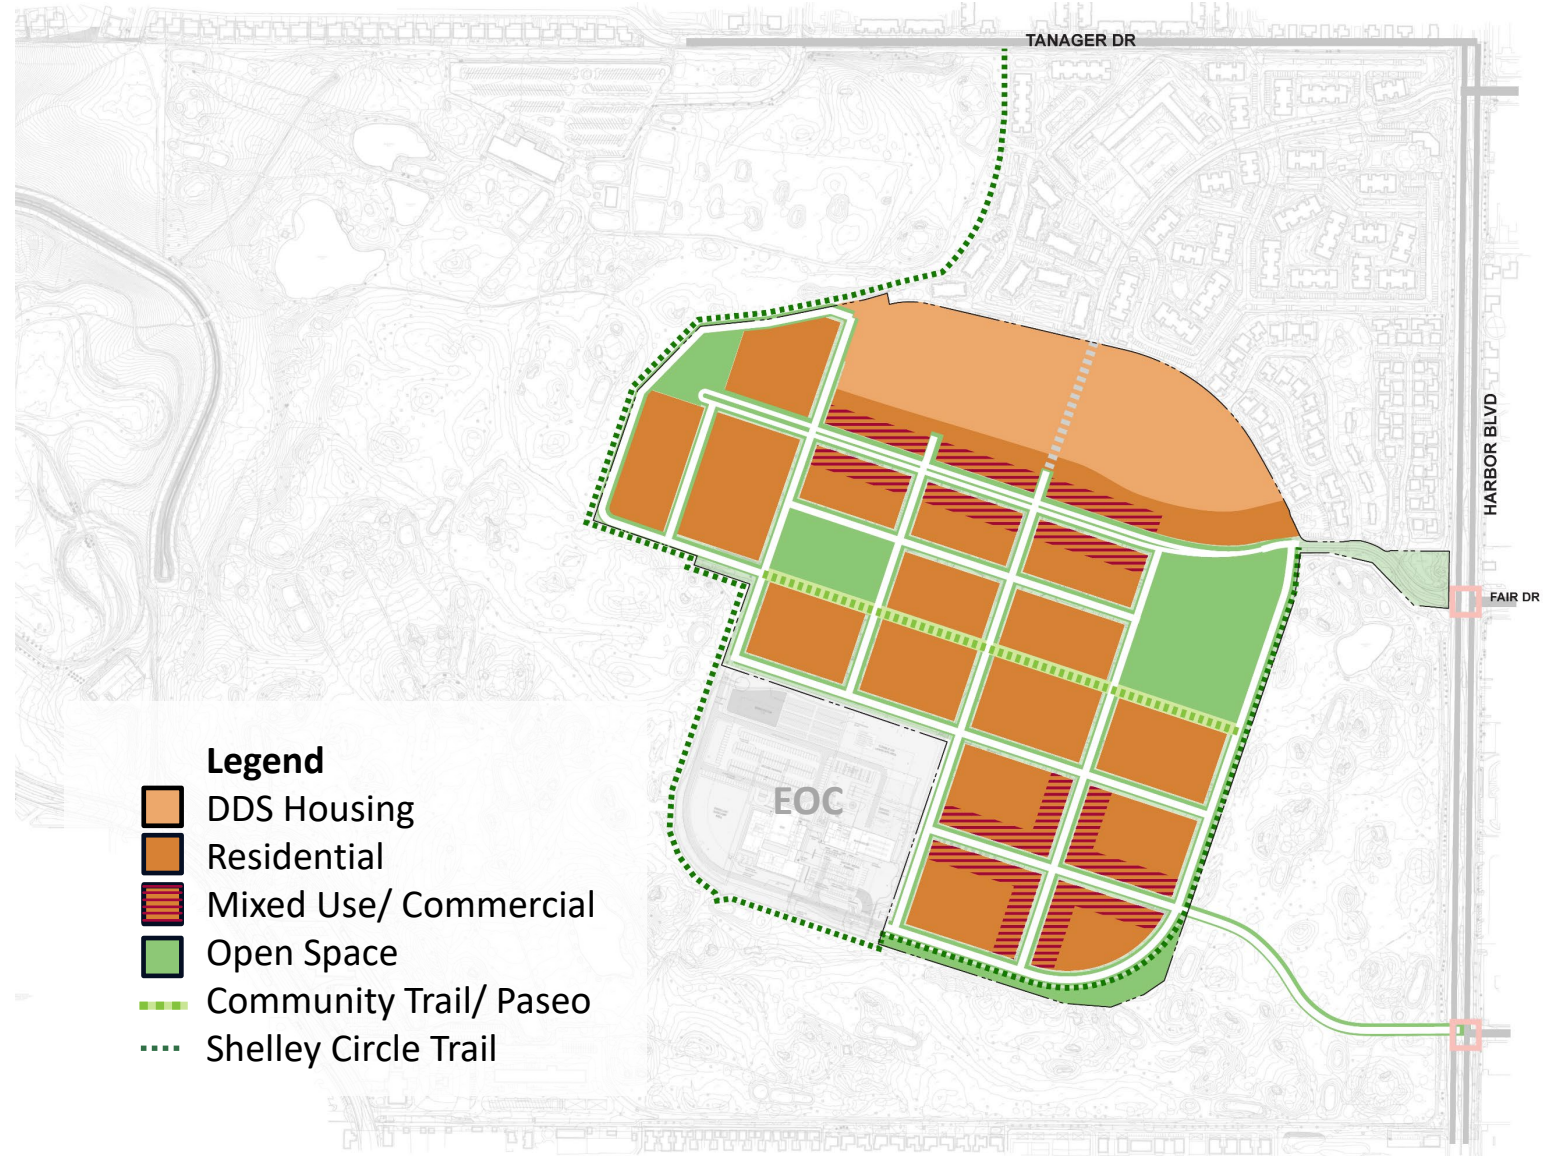 TANAGER DR
HARBOR BLVD
FAIR DR
EOC
Legend
DDS Housing
Residential
Mixed Use/ Commercial
Open Space
Community Trail/ Paseo
Shelley Circle Trail